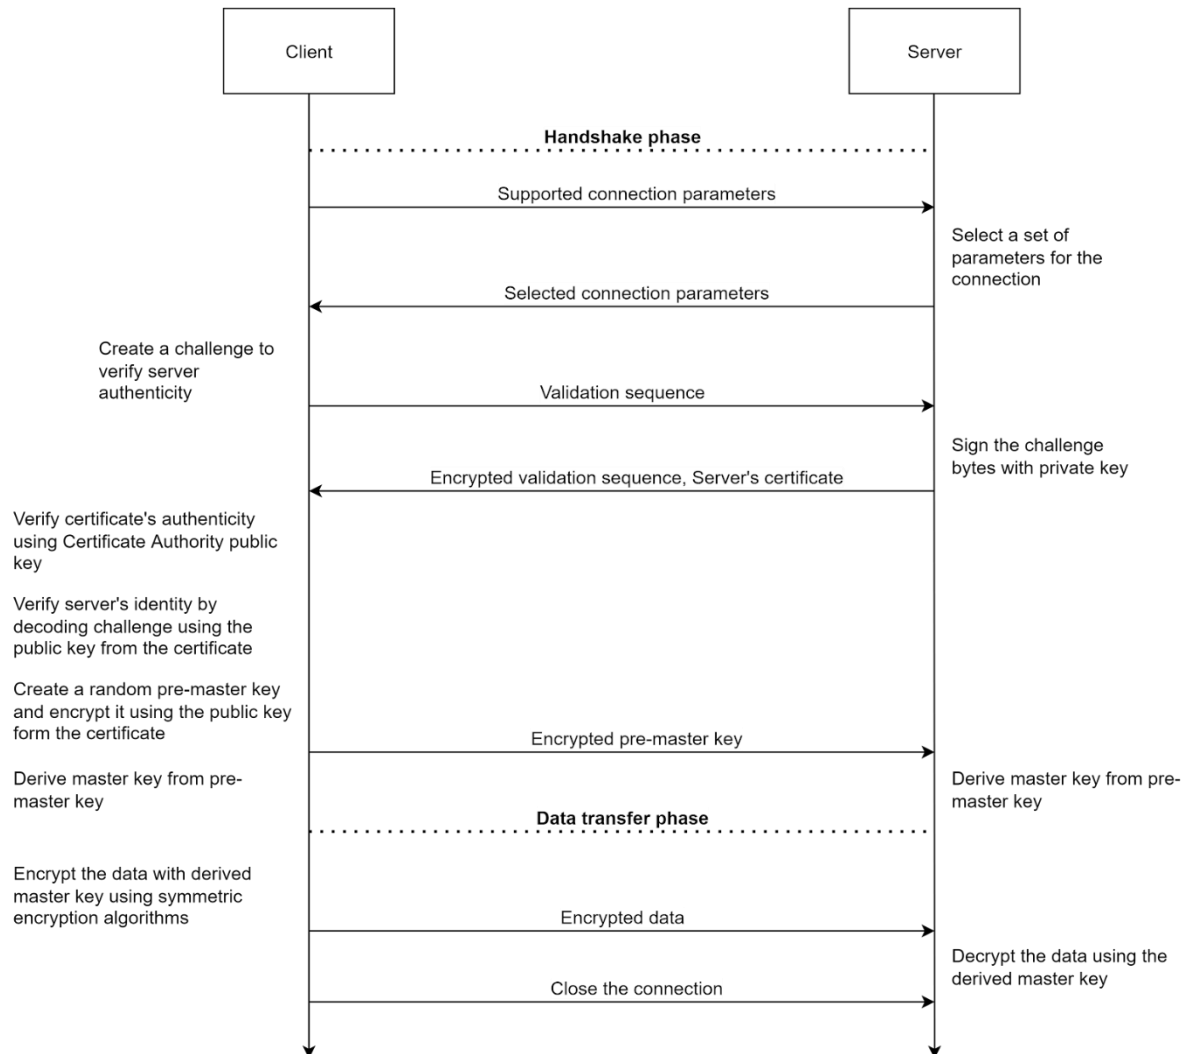 Client
Server
Handshake phase
Supported connection parameters
Select a set of
parameters for the
connection
Selected connection parameters
Create a challenge to
verify server
authenticity
Validation sequence
Sign the challenge
bytes with private key
Encrypted validation sequence, Server's certificate
Verify certificate's authenticity
using Certificate Authority public
key
Verify server's identity by
decoding challenge using the
public key from the certificate
Create a random pre-master key
and encrypt it using the public key
form the certificate
Encrypted pre-master key
Derive master key from pre-
master key
Derive master key from pre-
master key
Data transfer phase
Encrypt the data with derived
master key using symmetric
encryption algorithms
Encrypted data
Decrypt the data using the
derived master key
Close the connection